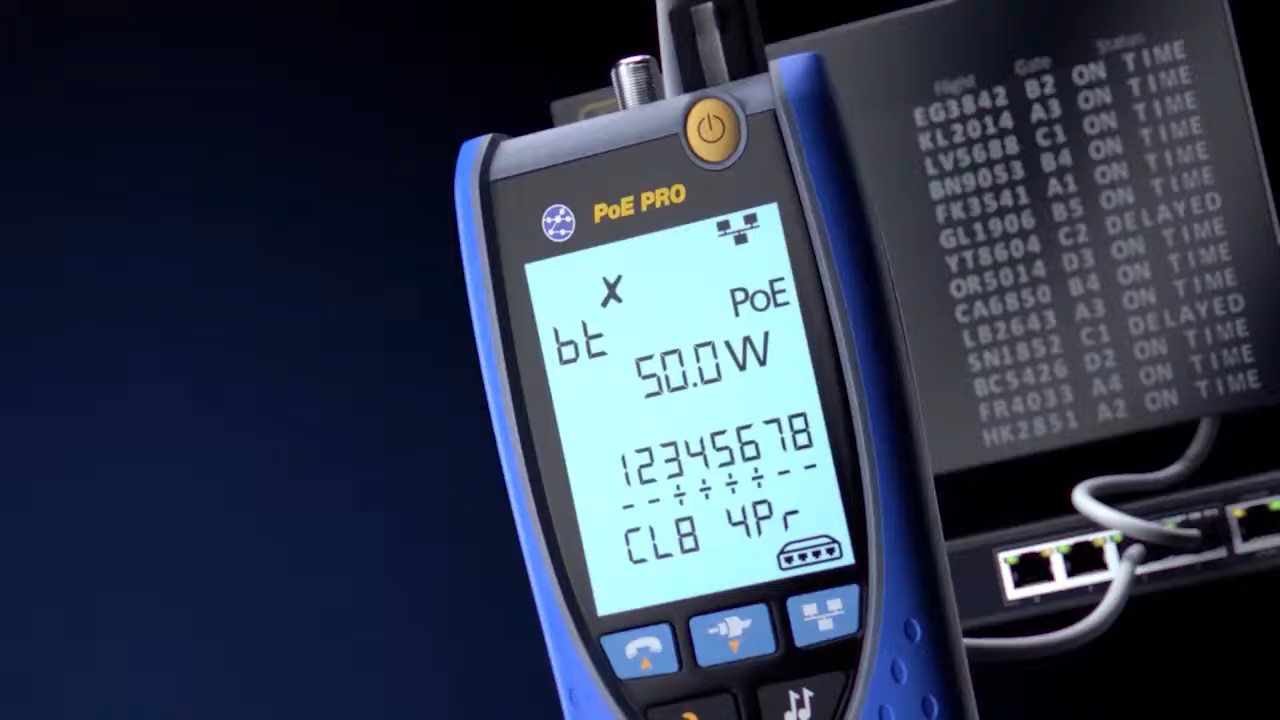 PoE PRO
X
PoE
bt
50.0W
12345678
--÷÷÷÷--
CL8 4Pr
Flight Gate Status
EG3842 B2 ON TIME
KL2014 A3 ON TIME
LV5688 C1 ON TIME
BN9053 B4 ON TIME
FK3541 A1 ON TIME
GL1906 B5 ON TIME
YT8604 C2 DELAYED
OR5014 D3 ON TIME
CA6850 B4 ON TIME
LB2643 A3 ON TIME
SN1852 C1 DELAYED
BC5426 D2 ON TIME
FR4033 A4 ON TIME
HK2851 A2 ON TIME